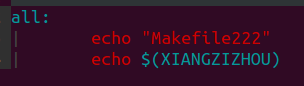 all:
echo "Makefile222"
echo $(XIANGZIZHOU)